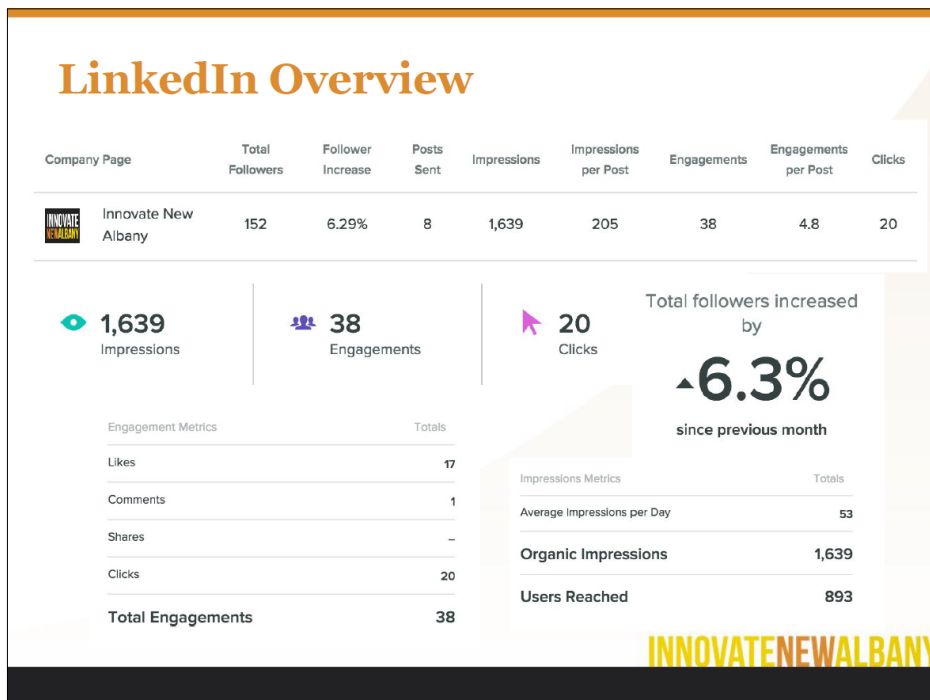 LinkedIn Overview
Company Page Total Followers Follower Increase Posts Sent Impressions Impressions per Post Engagements Engagements per Post Clicks
INNOVATE NEWALBANY Innovate New Albany 152 6.29% 8 1,639 205 38 4.8 20
1,639
Impressions
38
Engagements
20
Clicks
Total followers increased
by
6.3%
since previous month
Engagement Metrics Totals
Likes 17
Comments 1
Shares –
Clicks 20
Total Engagements 38
Impressions Metrics Totals
Average Impressions per Day 53
Organic Impressions 1,639
Users Reached 893
INNOVATENEWALBANY